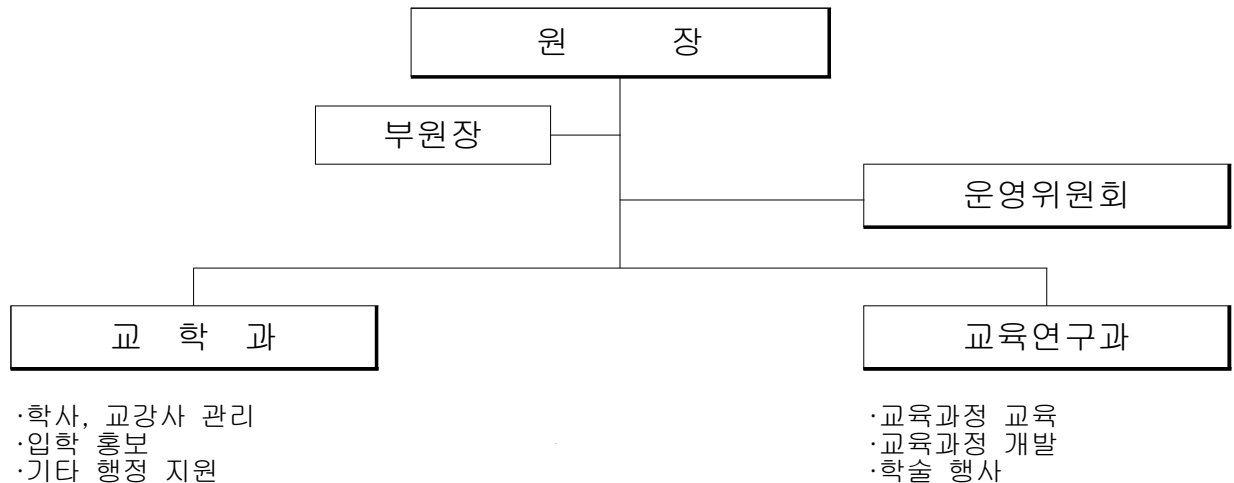 원 장
부원장
운영위원회
교 학 과
교육연구과
·학사, 교강사 관리
·입학 홍보
·기타 행정 지원
·교육과정 교육
·교육과정 개발
·학술 행사